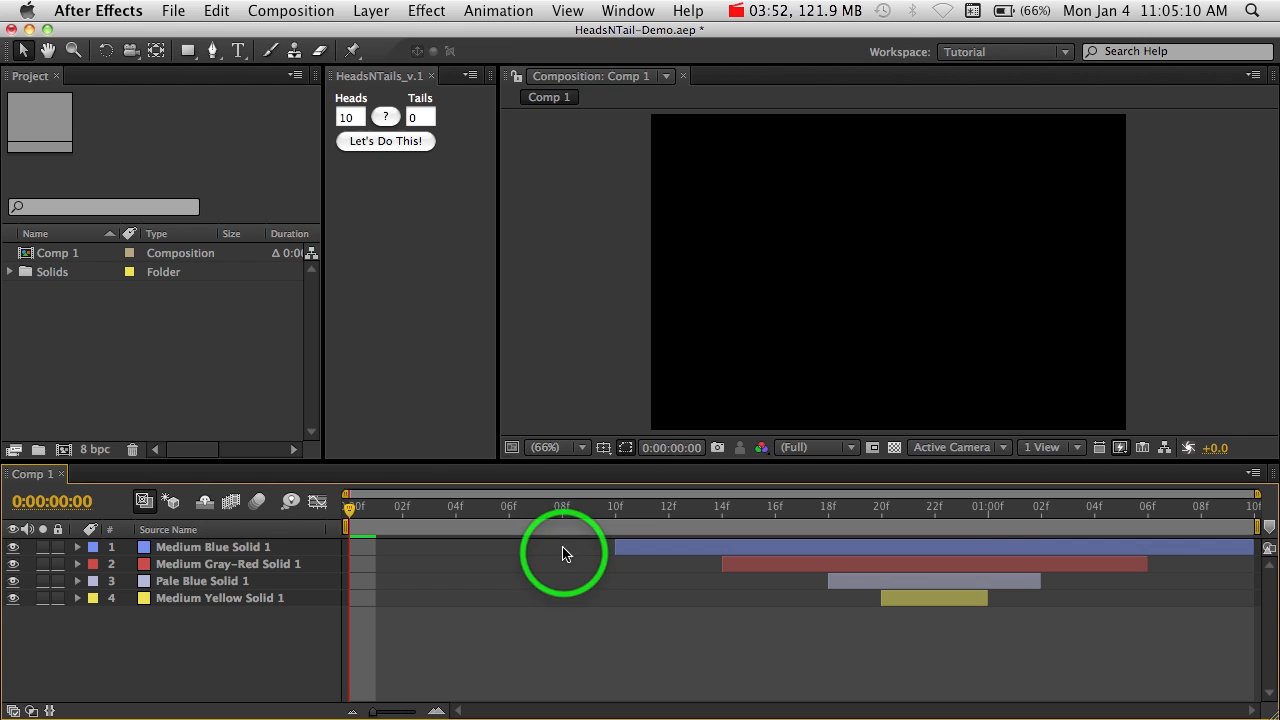 After Effects File Edit Composition Layer Effect Animation View Window Help 03:52, 121.9 MB (66%) Mon Jan 4 11:05:10 AM
HeadsNTail-Demo.aep *
Workspace: Tutorial Search Help
Project HeadsNTails_v.1 Composition: Comp 1
Heads Tails
Comp 1
10 ? 0
Let's Do This!
Name Type Size Duration
Comp 1 Composition Δ 0:00
Solids Folder
8 bpc (66%) 0:00:00:00 (Full) Active Camera 1 View +0.0
Comp 1
0:00:00:00 00f 02f 04f 06f 08f 10f 12f 14f 16f 18f 20f 22f 01:00f 02f 04f 06f 08f 10f
# Source Name
1 Medium Blue Solid 1
2 Medium Gray-Red Solid 1
3 Pale Blue Solid 1
4 Medium Yellow Solid 1